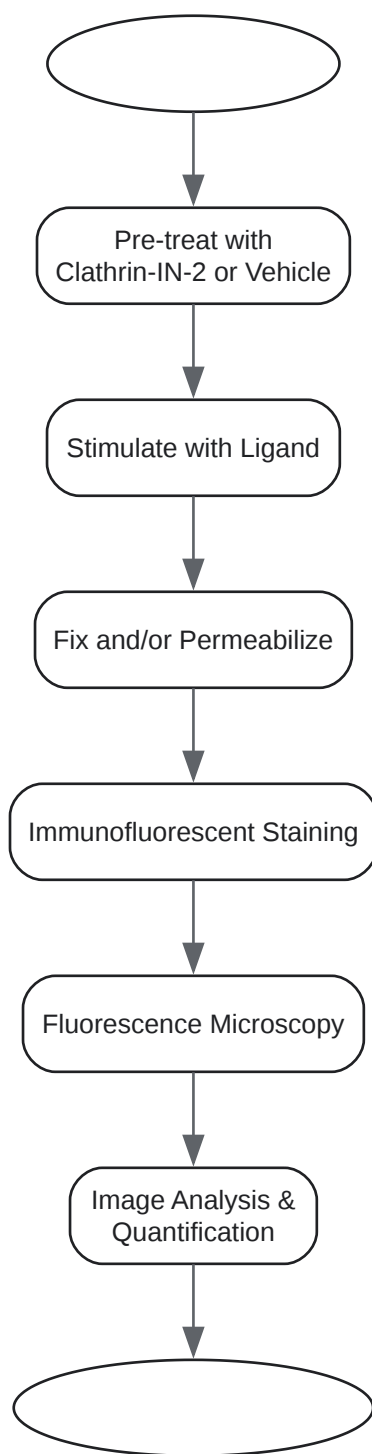 Pre-treat with
Clathrin-IN-2 or Vehicle
Stimulate with Ligand
Fix and/or Permeabilize
Immunofluorescent Staining
Fluorescence Microscopy
Image Analysis &
Quantification